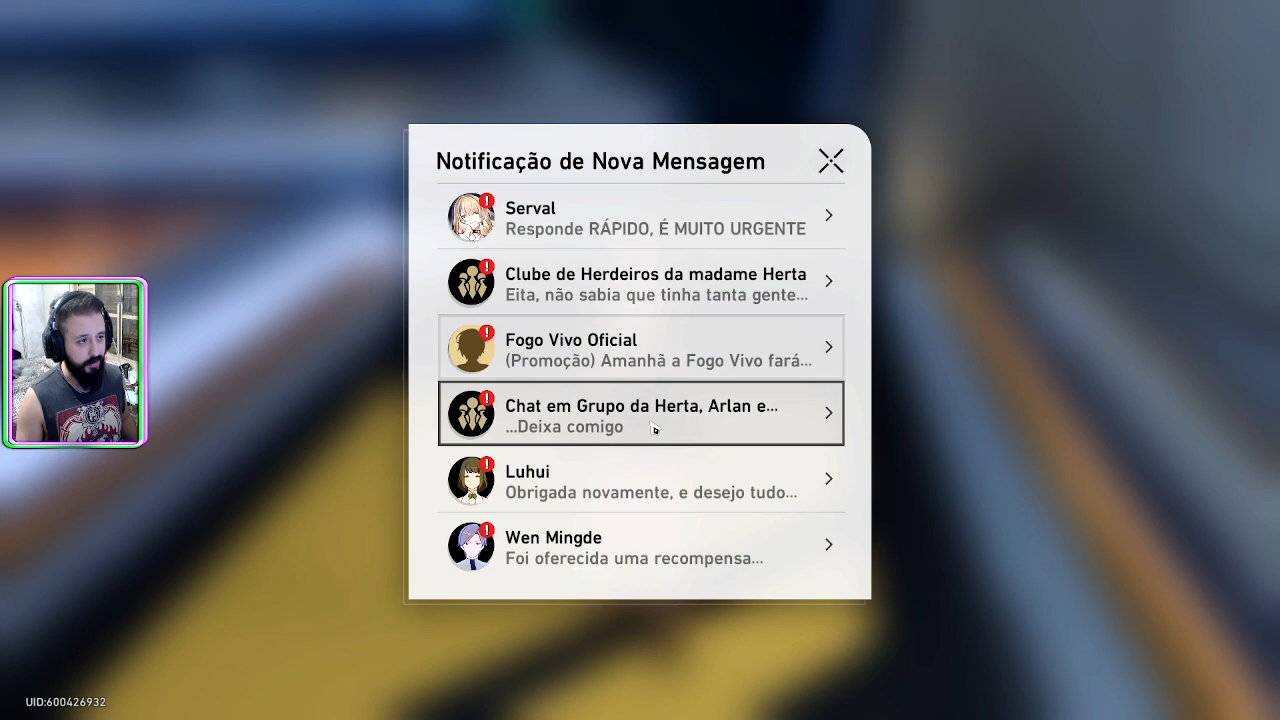 Notificação de Nova Mensagem
Serval
Responde RÁPIDO, É MUITO URGENTE
Clube de Herdeiros da madame Herta
Eita, não sabia que tinha tanta gente...
Fogo Vivo Oficial
(Promoção) Amanhã a Fogo Vivo fará...
Chat em Grupo da Herta, Arlan e...
...Deixa comigo
Luhui
Obrigada novamente, e desejo tudo...
Wen Mingde
Foi oferecida uma recompensa...
UID:600426932